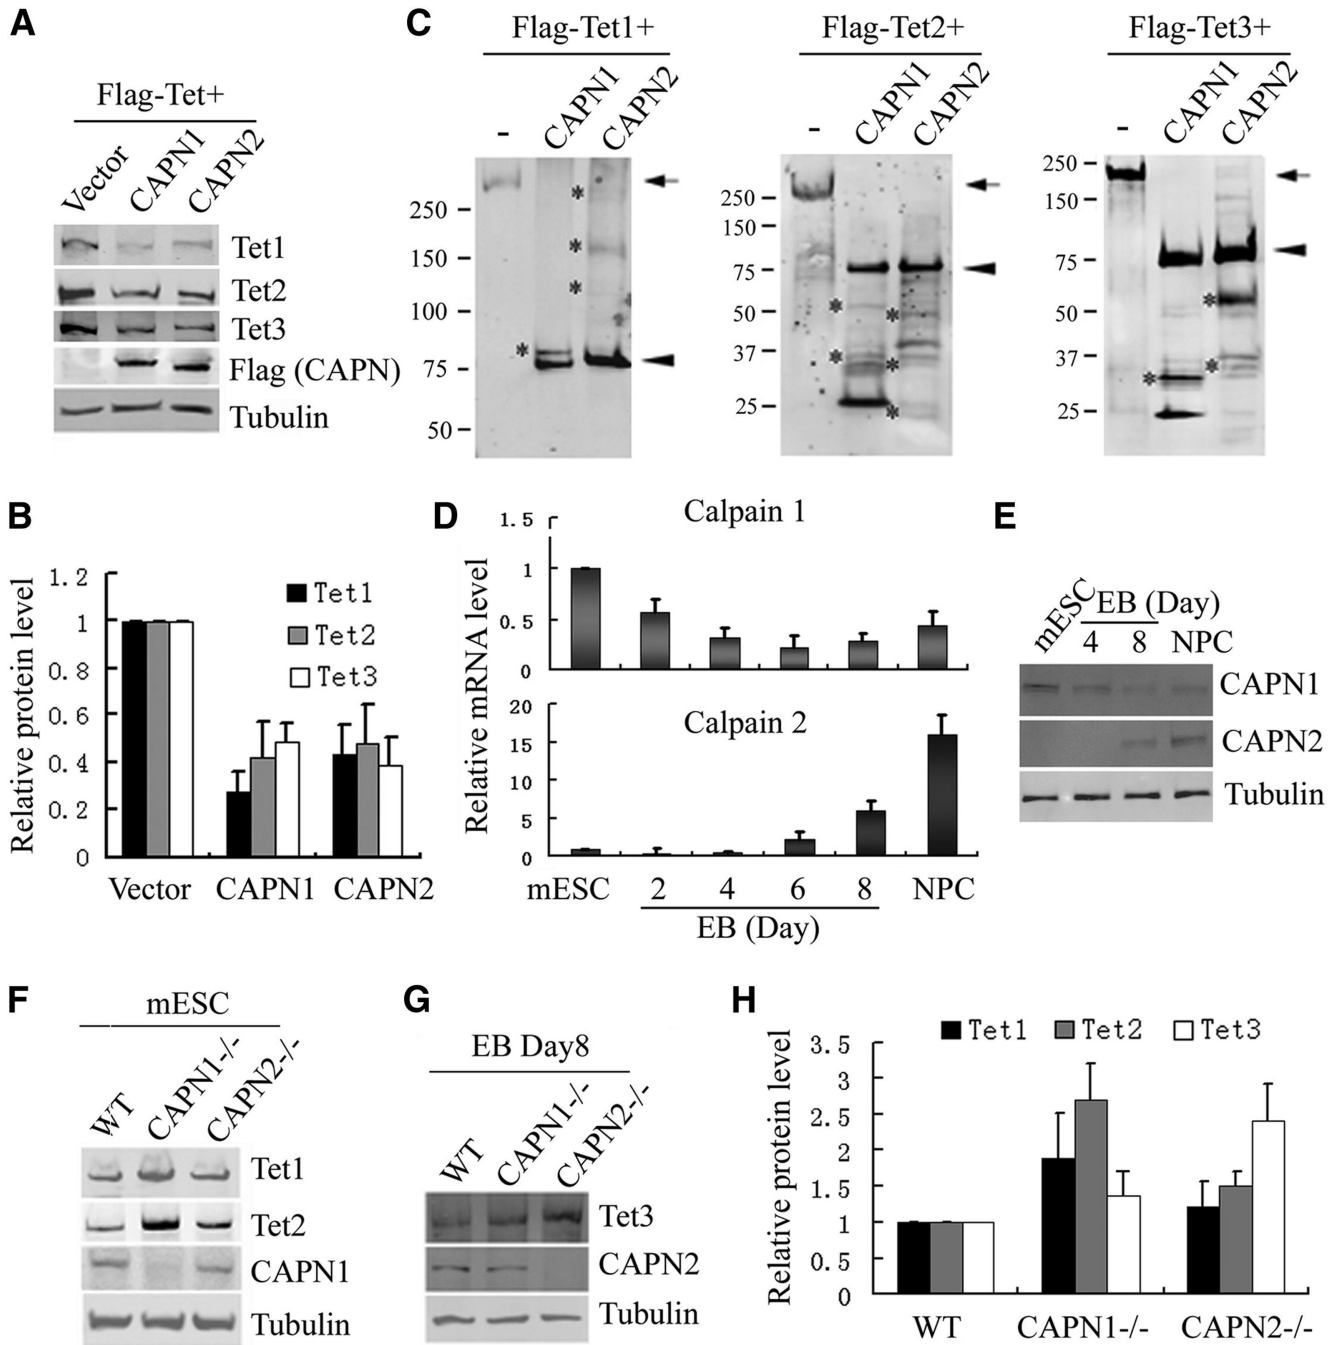 A
Flag-Tet+
Vector
CAPN1
CAPN2
Tet1
Tet2
Tet3
Flag (CAPN)
Tubulin
C
Flag-Tet1+
-
CAPN1
CAPN2
250
150
100
75
50
*
*
*
*
Flag-Tet2+
-
CAPN1
CAPN2
250
150
75
50
37
25
*
*
*
*
*
Flag-Tet3+
-
CAPN1
CAPN2
250
150
75
50
37
25
*
*
*
B
Relative protein level
1.2
1
0.8
0.6
0.4
0.2
0
Tet1
Tet2
Tet3
Vector
CAPN1
CAPN2
D
Relative mRNA level
Calpain 1
1.5
1
0.5
0
Calpain 2
20
15
10
5
0
mESC
2
4
6
8
NPC
EB (Day)
E
mESC
EB (Day)
4
8
NPC
CAPN1
CAPN2
Tubulin
F
mESC
WT
CAPN1-/-
CAPN2-/-
Tet1
Tet2
CAPN1
Tubulin
G
EB Day8
WT
CAPN1-/-
CAPN2-/-
Tet3
CAPN2
Tubulin
H
Relative protein level
Tet1
Tet2
Tet3
3.5
3
2.5
2
1.5
1
0.5
0
WT
CAPN1-/-
CAPN2-/-